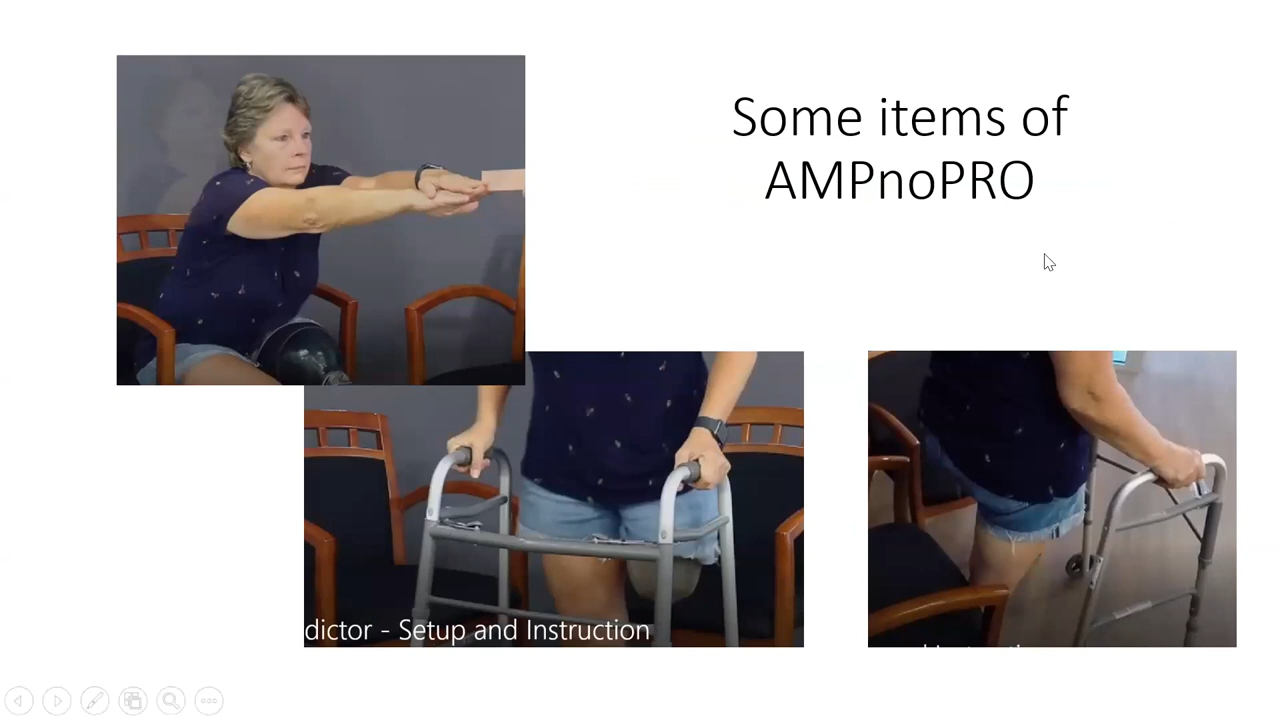 Some items of
AMPnoPRO
dictor - Setup and Instruction